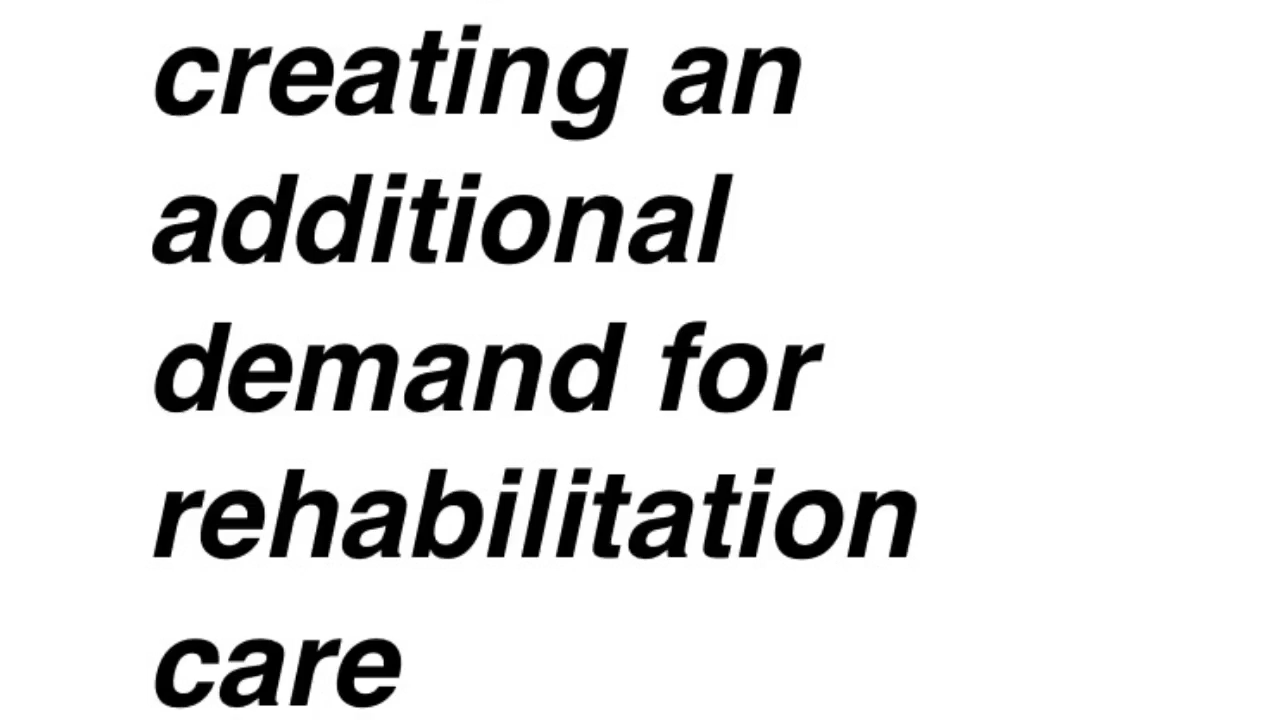 creating an
additional
demand for
rehabilitation
care